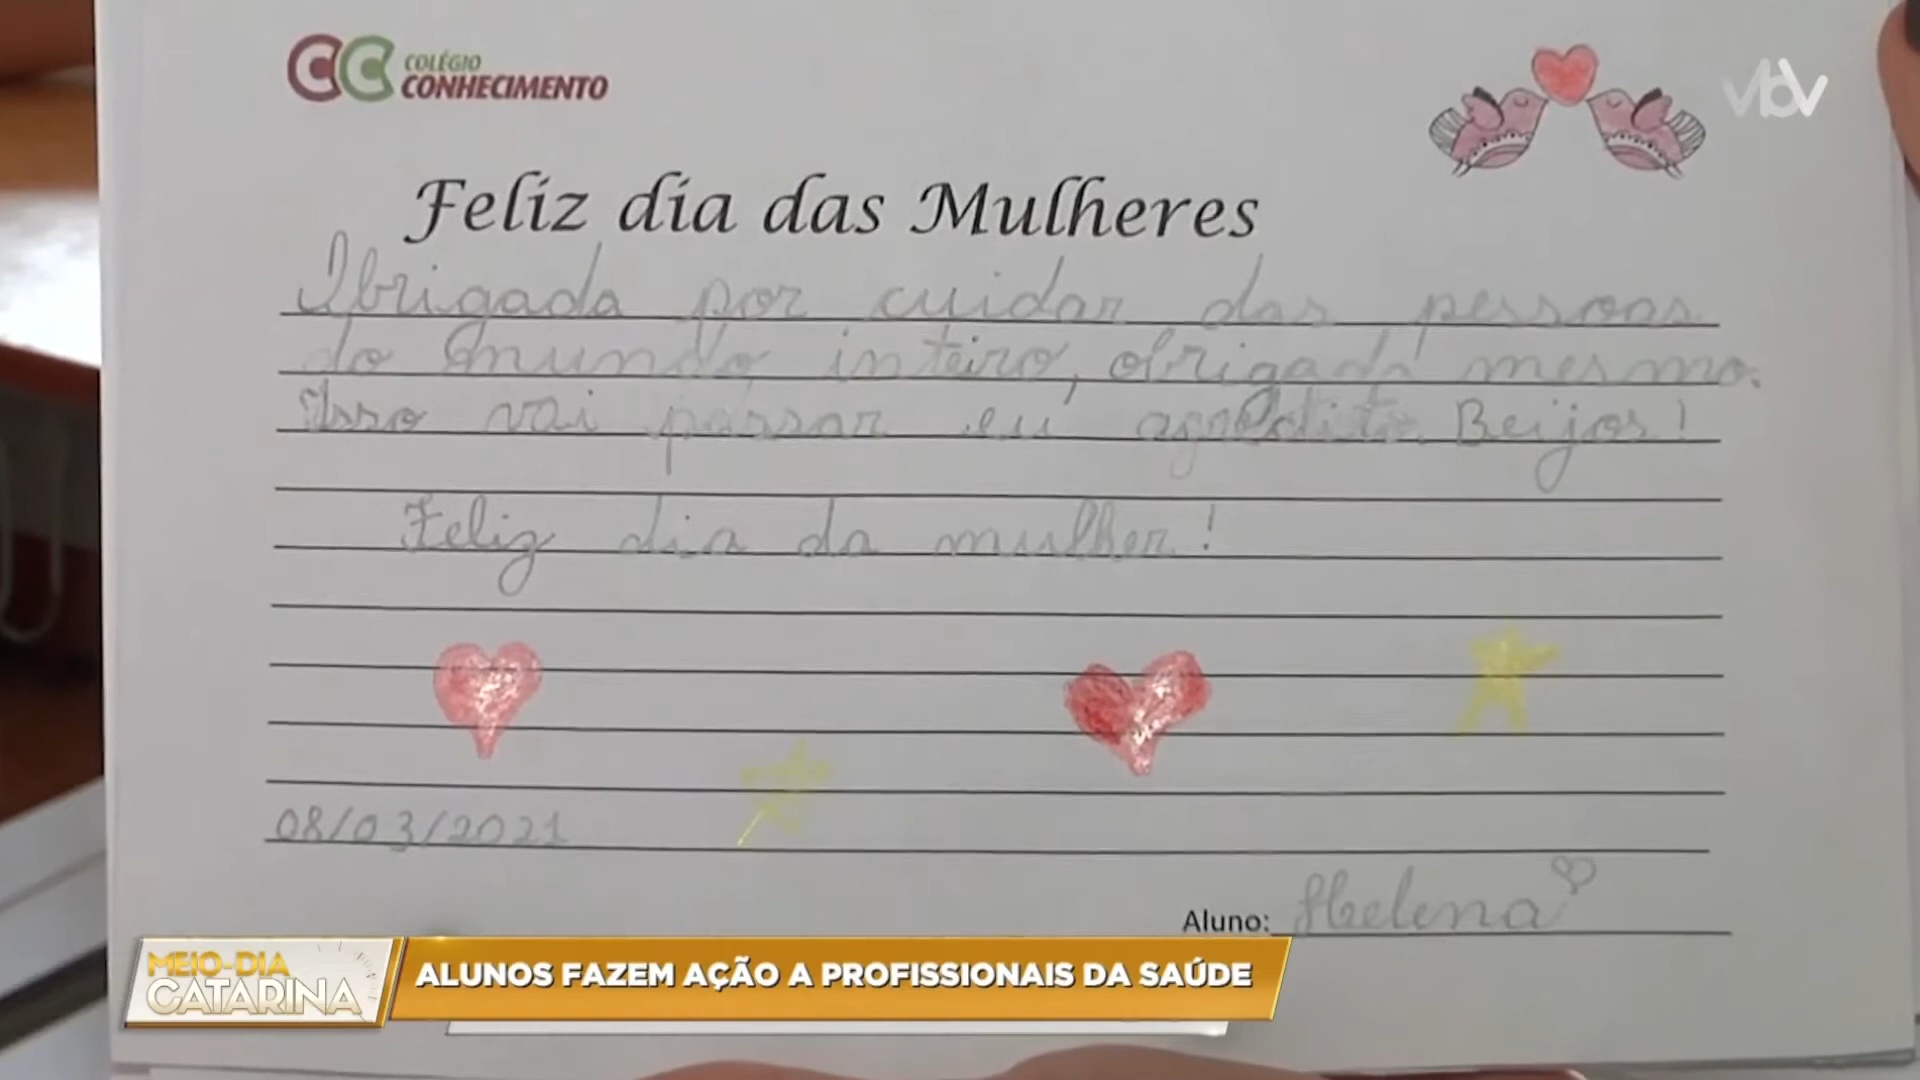 COLÉGIO
CONHECIMENTO
vtv
Feliz dia das Mulheres
Obrigada por cuidar das pessoas
do mundo inteiro, obrigada mesmo.
Isso vai passar eu Beijos!
Feliz dia da mulher!
08/03/2021
Aluno: Helena
MEIO-DIA
CATARINA
ALUNOS FAZEM AÇÃO A PROFISSIONAIS DA SAÚDE